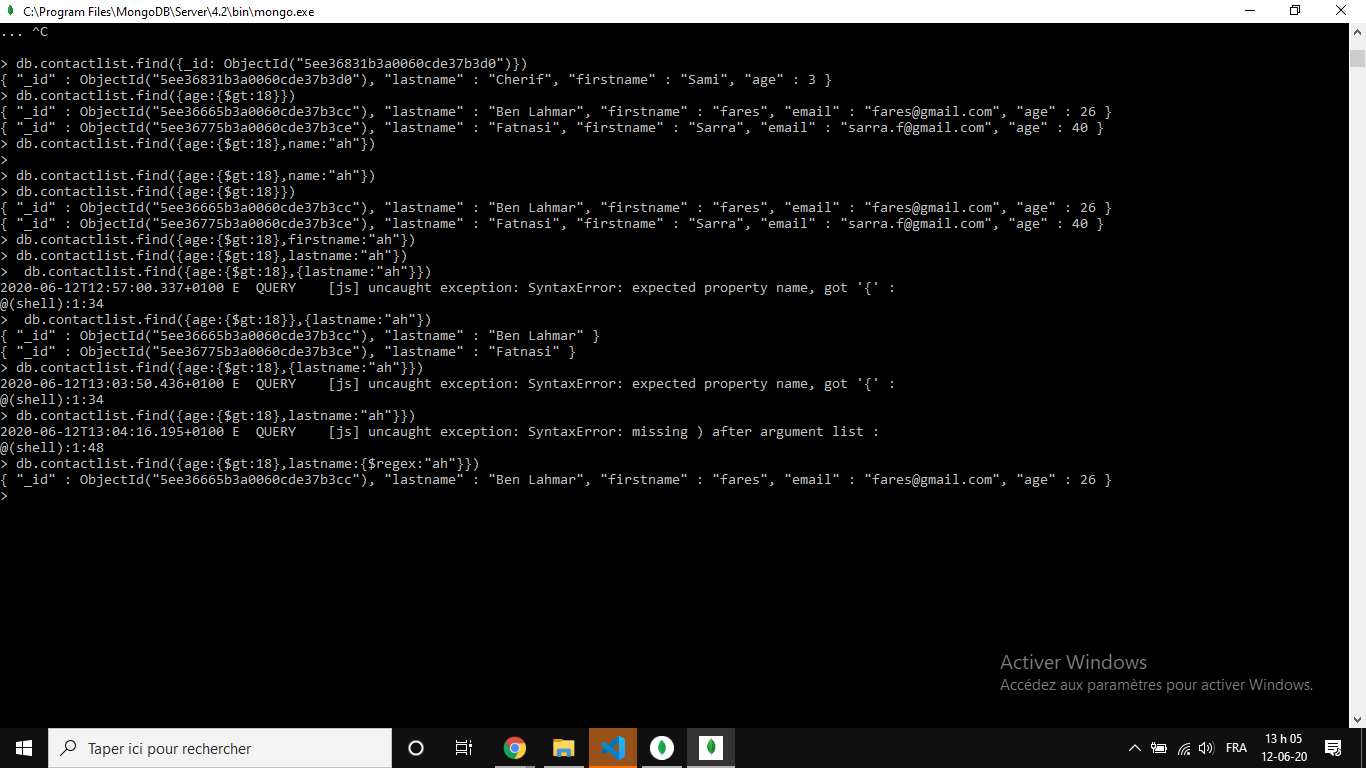 C:\Program Files\MongoDB\Server\4.2\bin\mongo.exe
... ^C
> db.contactlist.find({_id: ObjectId("5ee36831b3a0060cde37b3d0")})
{ "_id" : ObjectId("5ee36831b3a0060cde37b3d0"), "lastname" : "Cherif", "firstname" : "Sami", "age" : 3 }
> db.contactlist.find({age:{$gt:18}})
{ "_id" : ObjectId("5ee36665b3a0060cde37b3cc"), "lastname" : "Ben Lahmar", "firstname" : "fares", "email" : "fares@gmail.com", "age" : 26 }
{ "_id" : ObjectId("5ee36775b3a0060cde37b3ce"), "lastname" : "Fatnasi", "firstname" : "Sarra", "email" : "sarra.f@gmail.com", "age" : 40 }
> db.contactlist.find({age:{$gt:18},name:"ah"})
>
> db.contactlist.find({age:{$gt:18},name:"ah"})
> db.contactlist.find({age:{$gt:18}})
{ "_id" : ObjectId("5ee36665b3a0060cde37b3cc"), "lastname" : "Ben Lahmar", "firstname" : "fares", "email" : "fares@gmail.com", "age" : 26 }
{ "_id" : ObjectId("5ee36775b3a0060cde37b3ce"), "lastname" : "Fatnasi", "firstname" : "Sarra", "email" : "sarra.f@gmail.com", "age" : 40 }
> db.contactlist.find({age:{$gt:18},firstname:"ah"})
> db.contactlist.find({age:{$gt:18},lastname:"ah"})
>  db.contactlist.find({age:{$gt:18},{lastname:"ah"}})
2020-06-12T12:57:00.337+0100 E  QUERY    [js] uncaught exception: SyntaxError: expected property name, got '{' :
@(shell):1:34
>  db.contactlist.find({age:{$gt:18}},{lastname:"ah"})
{ "_id" : ObjectId("5ee36665b3a0060cde37b3cc"), "lastname" : "Ben Lahmar" }
{ "_id" : ObjectId("5ee36775b3a0060cde37b3ce"), "lastname" : "Fatnasi" }
> db.contactlist.find({age:{$gt:18},{lastname:"ah"}})
2020-06-12T13:03:50.436+0100 E  QUERY    [js] uncaught exception: SyntaxError: expected property name, got '{' :
@(shell):1:34
> db.contactlist.find({age:{$gt:18},lastname:"ah"}})
2020-06-12T13:04:16.195+0100 E  QUERY    [js] uncaught exception: SyntaxError: missing ) after argument list :
@(shell):1:48
> db.contactlist.find({age:{$gt:18},lastname:{$regex:"ah"}})
{ "_id" : ObjectId("5ee36665b3a0060cde37b3cc"), "lastname" : "Ben Lahmar", "firstname" : "fares", "email" : "fares@gmail.com", "age" : 26 }
>
Activer Windows
Accédez aux paramètres pour activer Windows.
Taper ici pour rechercher
FRA
13 h 05
12-06-20